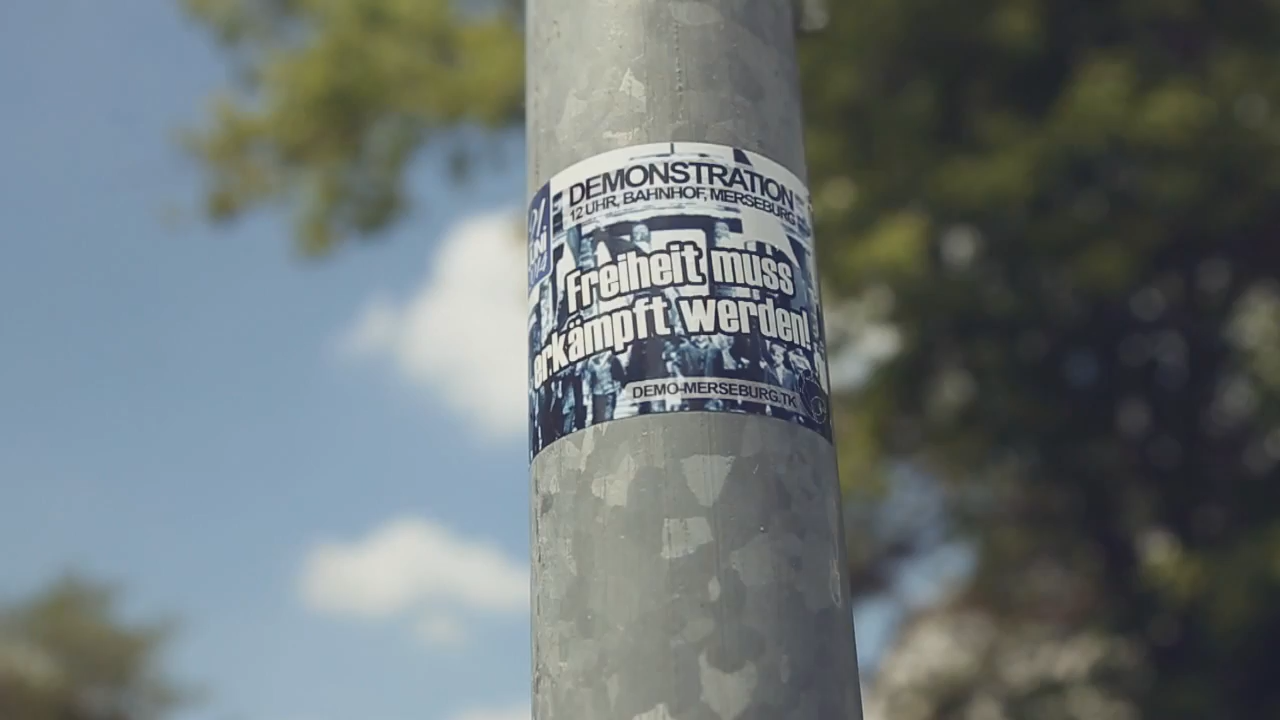 DEMONSTRATION
12 UHR, BAHNHOF, MERSEBURG
Freiheit muss
erkämpft werden!
DEMO-MERSEBURG.TK